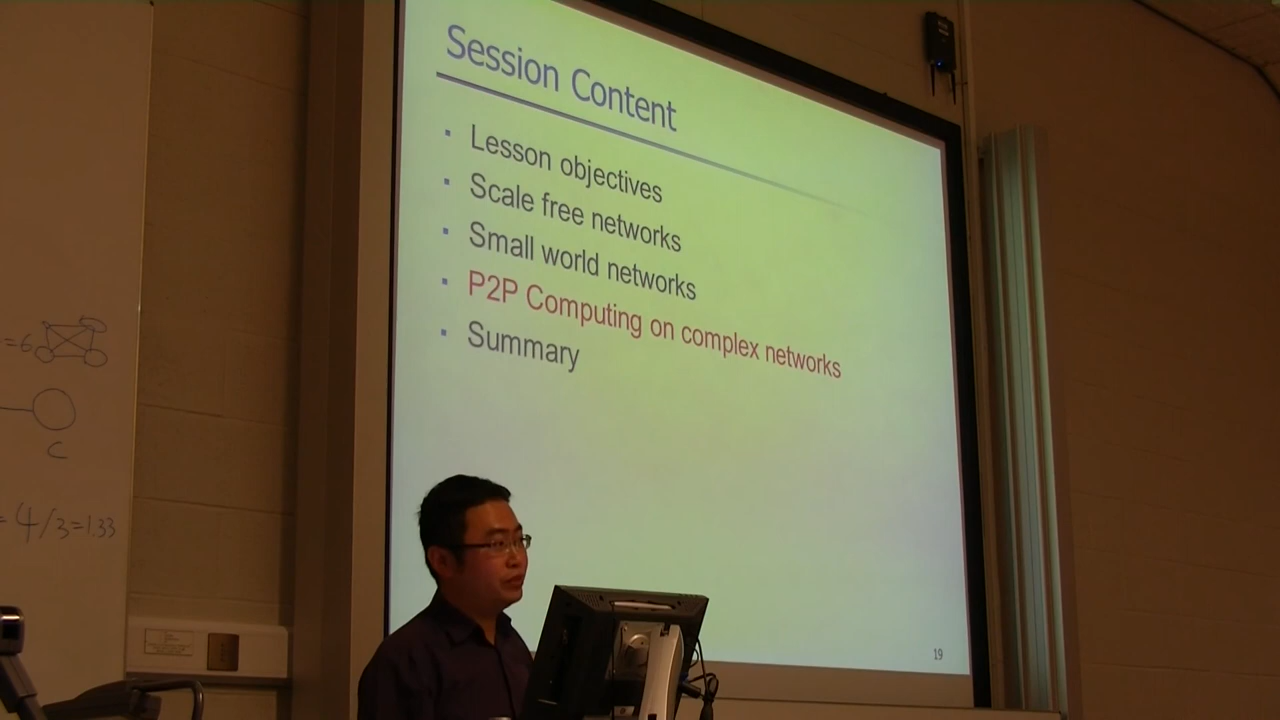 Session Content
Lesson objectives
Scale free networks
Small world networks
P2P Computing on complex networks
Summary
19
=6
C
= 4/3=1.33